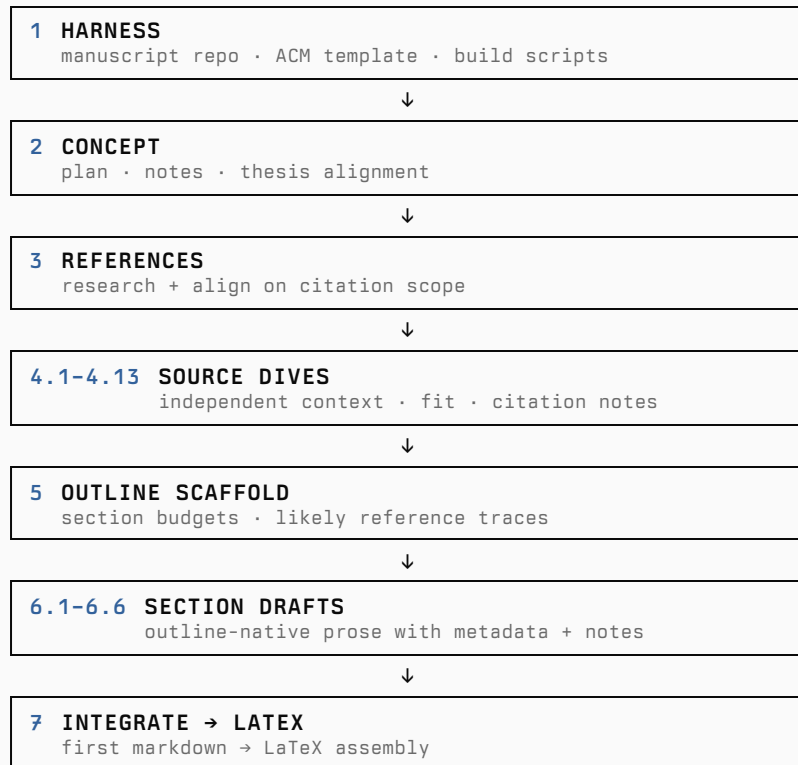 1 HARNESS
manuscript repo · ACM template · build scripts
↓
2 CONCEPT
plan · notes · thesis alignment
↓
3 REFERENCES
research + align on citation scope
↓
4.1–4.13 SOURCE DIVES
independent context · fit · citation notes
↓
5 OUTLINE SCAFFOLD
section budgets · likely reference traces
↓
6.1–6.6 SECTION DRAFTS
outline-native prose with metadata + notes
↓
7 INTEGRATE → LATEX
first markdown → LaTeX assembly